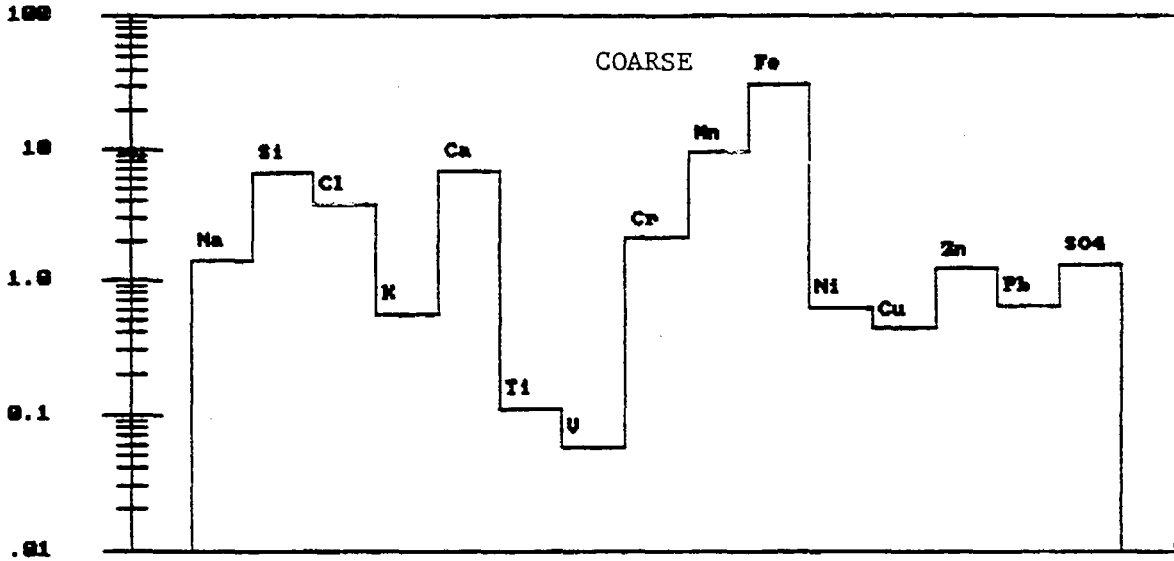 100
COARSE
Fe
10
Mn
Si
Ca
Cl
Cr
Na
SO4
Zn
1.0
K
Pb
Ni
Cu
Ti
0.1
V
.01